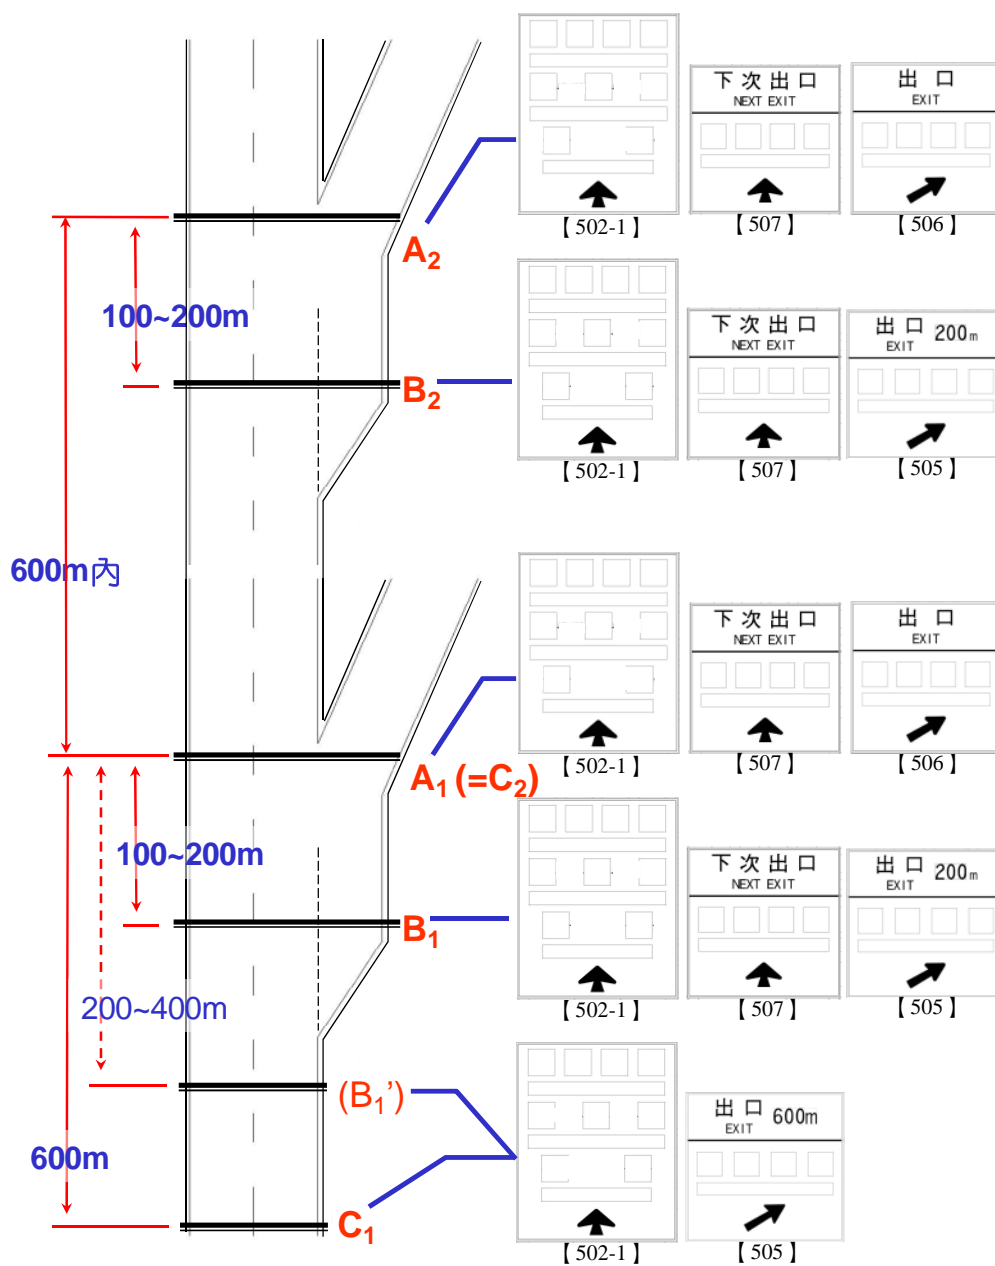 下次出口
NEXT EXIT
出口
EXIT
【502-1】
【507】
【506】
A₂
100~200m
下次出口
NEXT EXIT
出口 200m
EXIT
B₂
【502-1】
【507】
【505】
600m內
下次出口
NEXT EXIT
出口
EXIT
【502-1】
【507】
【506】
A₁ (=C₂)
100~200m
下次出口
NEXT EXIT
出口 200m
EXIT
B₁
【502-1】
【507】
【505】
200~400m
(B₁’)
出口 600m
EXIT
600m
C₁
【502-1】
【505】